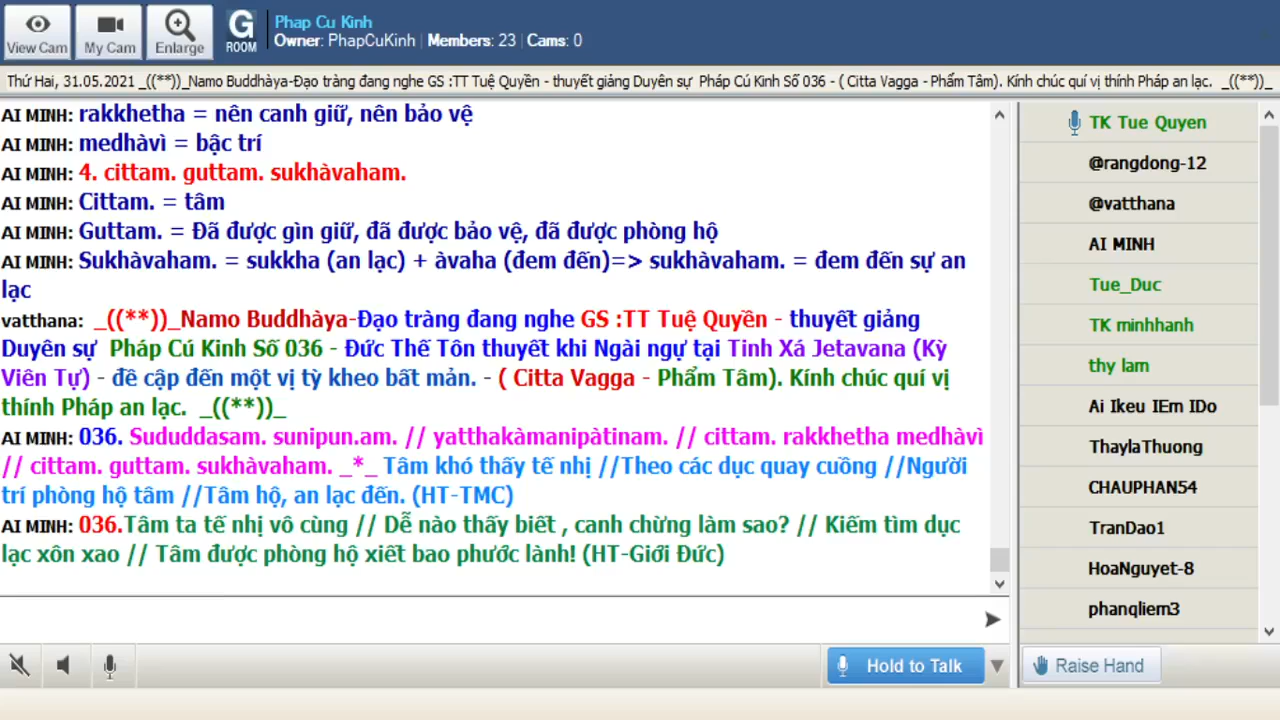 View Cam
My Cam
Enlarge
G
ROOM
Phap Cu Kinh
Owner: PhapCuKinh | Members: 23 | Cams: 0
Thứ Hai, 31.05.2021 _((**))_Namo Buddhàya-Đạo tràng đang nghe GS :TT Tuệ Quyền - thuyết giảng Duyên sự Pháp Cú Kinh Số 036 - ( Citta Vagga - Phẩm Tâm). Kính chúc quí vị thính Pháp an lạc. _((**))_
AI MINH: rakkhetha = nên canh giữ, nên bảo vệ
AI MINH: medhàvì = bậc trí
AI MINH: 4. cittam. guttam. sukhàvaham.
AI MINH: Cittam. = tâm
AI MINH: Guttam. = Đã được gìn giữ, đã được bảo vệ, đã được phòng hộ
AI MINH: Sukhàvaham. = sukkha (an lạc) + àvaha (đem đến)=> sukhàvaham. = đem đến sự an
lạc
vatthana: _((**))_Namo Buddhàya-Đạo tràng đang nghe GS :TT Tuệ Quyền - thuyết giảng
Duyên sự Pháp Cú Kinh Số 036 - Đức Thế Tôn thuyết khi Ngài ngự tại Tinh Xá Jetavana (Kỳ
Viên Tự) - đề cập đến một vị tỳ kheo bất mản. - ( Citta Vagga - Phẩm Tâm). Kính chúc quí vị
thính Pháp an lạc. _((**))_
AI MINH: 036. Sududdasam. sunipun.am. // yatthakàmanipàtinam. // cittam. rakkhetha medhàvì
// cittam. guttam. sukhàvaham. _*_ Tâm khó thấy tế nhị //Theo các dục quay cuồng //Người
trí phòng hộ tâm //Tâm hộ, an lạc đến. (HT-TMC)
AI MINH: 036.Tâm ta tế nhị vô cùng // Dễ nào thấy biết , canh chừng làm sao? // Kiếm tìm dục
lạc xôn xao // Tâm được phòng hộ xiết bao phước lành! (HT-Giới Đức)
TK Tue Quyen
@rangdong-12
@vatthana
AI MINH
Tue_Duc
TK minhhanh
thy lam
Ai Ikeu IEm IDo
ThaylaThuong
CHAUPHAN54
TranDao1
HoaNguyet-8
phanqliem3
Hold to Talk
Raise Hand